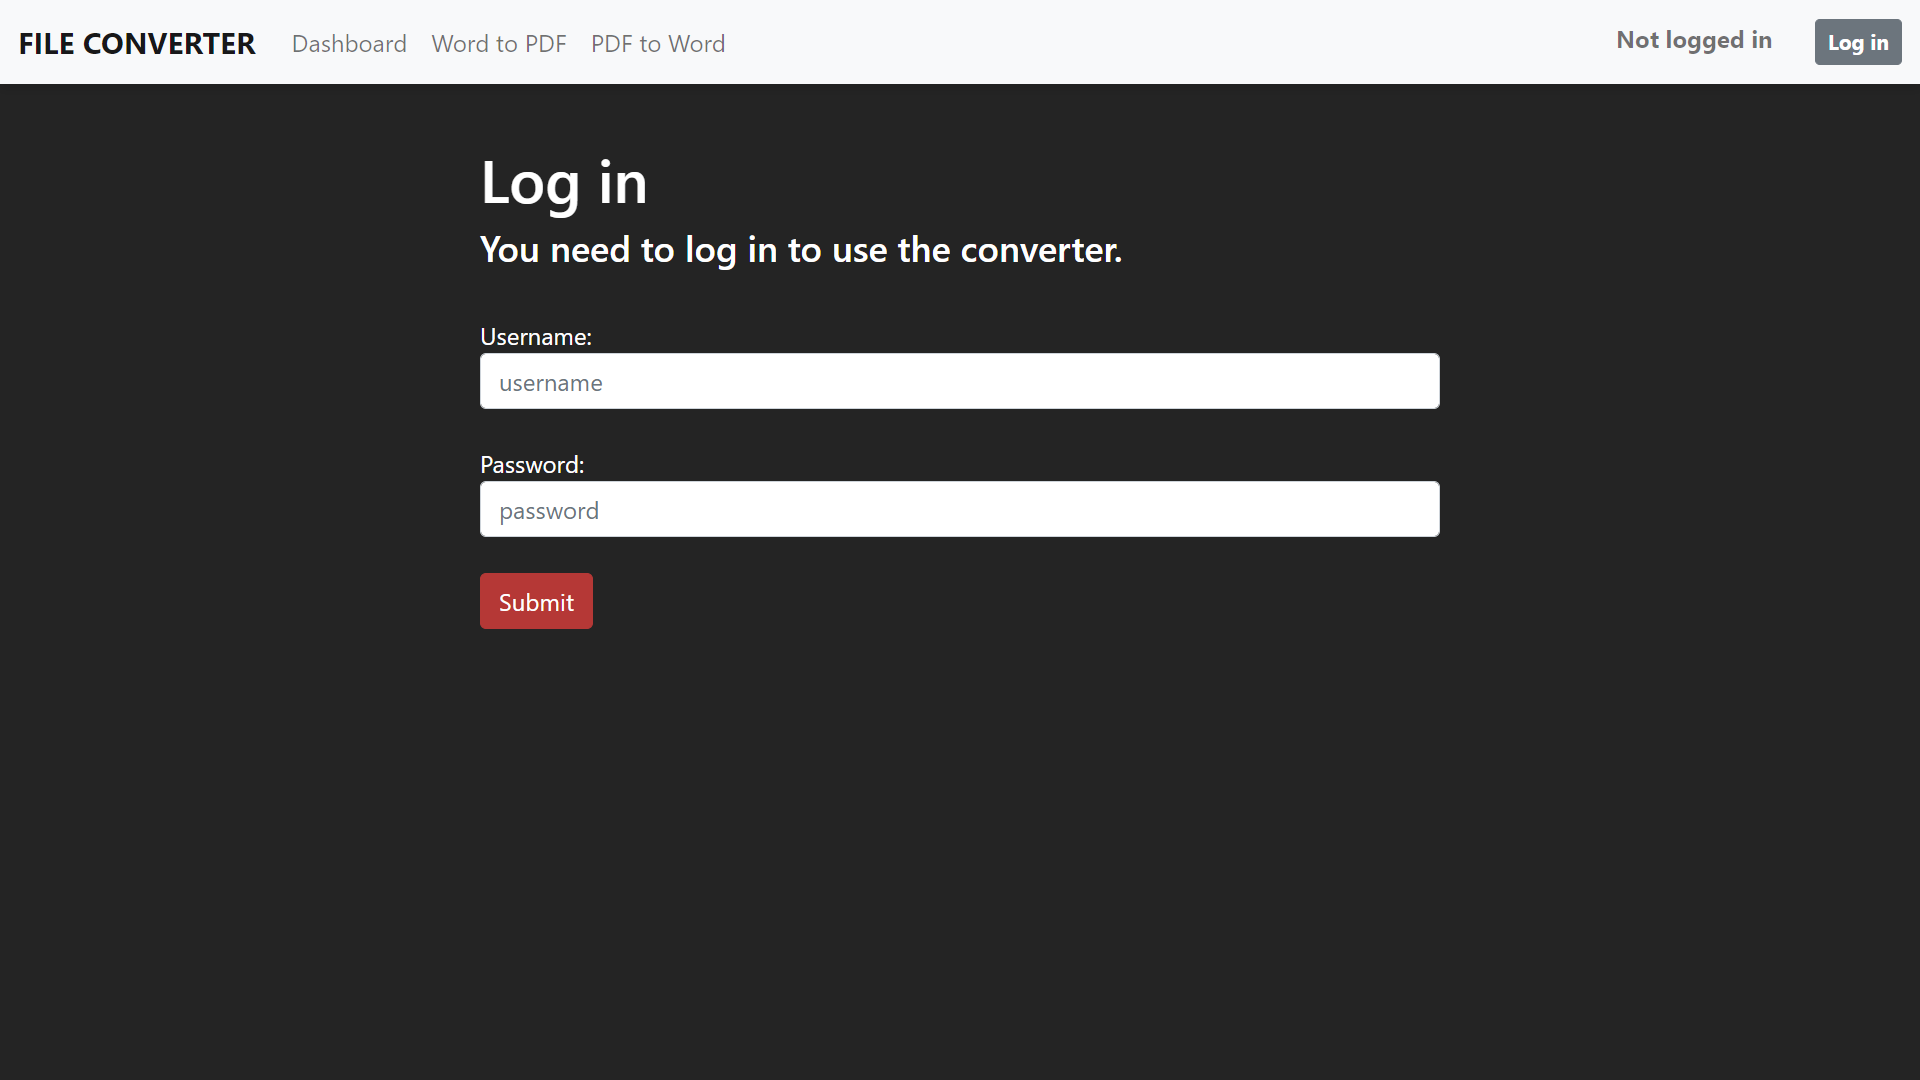 FILE CONVERTER Dashboard Word to PDF PDF to Word Not logged in Log in
Log in
You need to log in to use the converter.
Username:
username
Password:
password
Submit